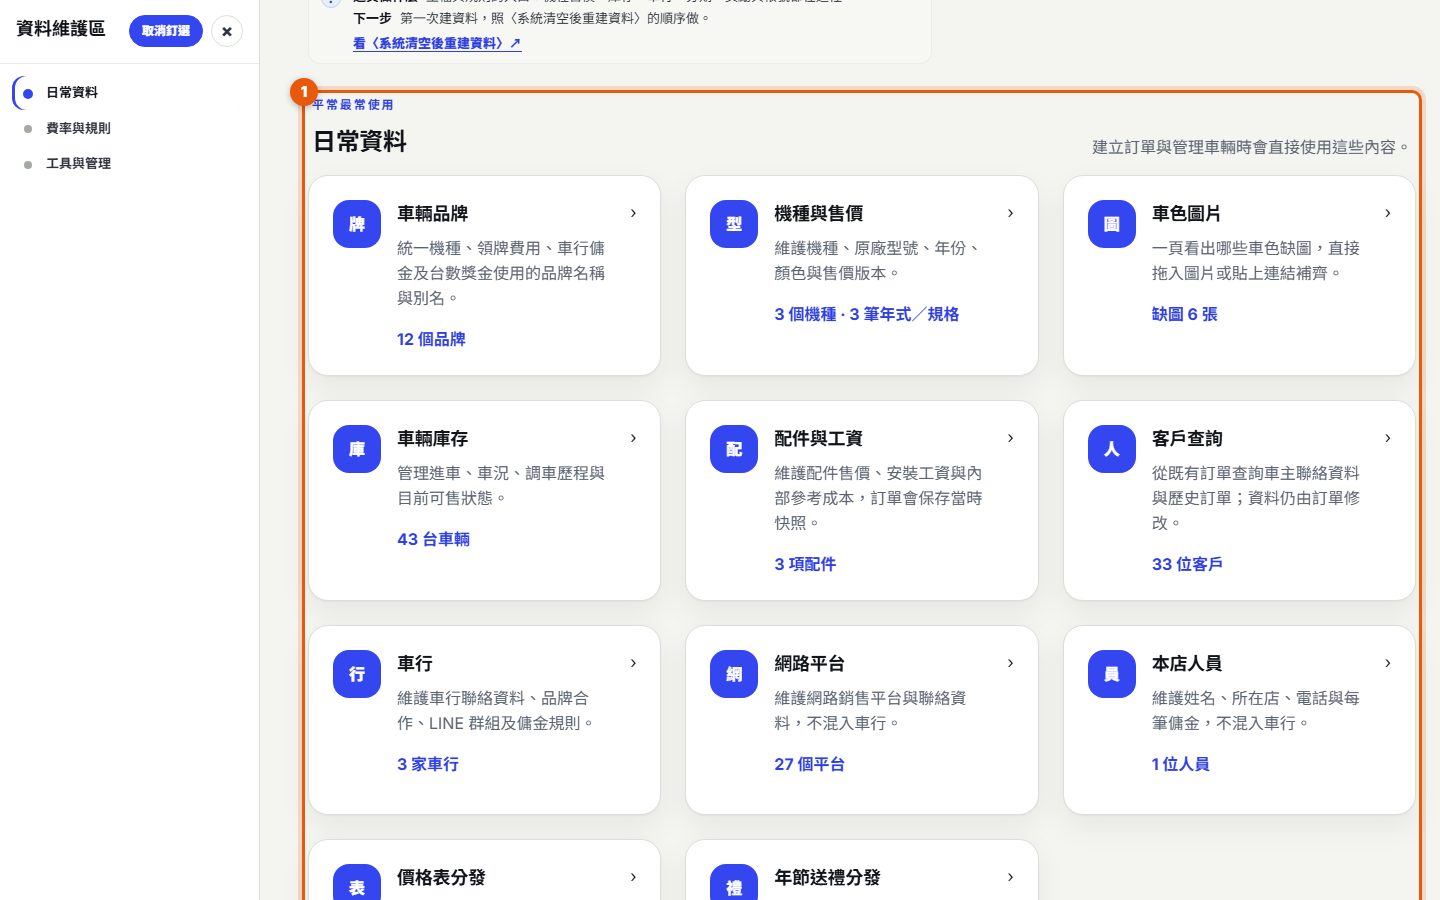 資料維護區
取消釘選
×
日常資料
費率與規則
工具與管理
下一步 第一次建資料，照〈系統清空後重建資料〉的順序做。
看〈系統清空後重建資料〉↗
1
平常最常使用
日常資料
建立訂單與管理車輛時會直接使用這些內容。
牌
車輛品牌
›
統一機種、領牌費用、車行傭
金及台數獎金使用的品牌名稱
與別名。
12 個品牌
型
機種與售價
›
維護機種、原廠型號、年份、
顏色與售價版本。
3 個機種 · 3 筆年式／規格
圖
車色圖片
›
一頁看出哪些車色缺圖，直接
拖入圖片或貼上連結補齊。
缺圖 6 張
庫
車輛庫存
›
管理進車、車況、調車歷程與
目前可售狀態。
43 台車輛
配
配件與工資
›
維護配件售價、安裝工資與內
部參考成本，訂單會保存當時
快照。
3 項配件
人
客戶查詢
›
從既有訂單查詢車主聯絡資料
與歷史訂單；資料仍由訂單修
改。
33 位客戶
行
車行
›
維護車行聯絡資料、品牌合
作、LINE 群組及傭金規則。
3 家車行
網
網路平台
›
維護網路銷售平台與聯絡資
料，不混入車行。
27 個平台
員
本店人員
›
維護姓名、所在店、電話與每
筆傭金，不混入車行。
1 位人員
表
價格表分發
›
禮
年節送禮分發
›